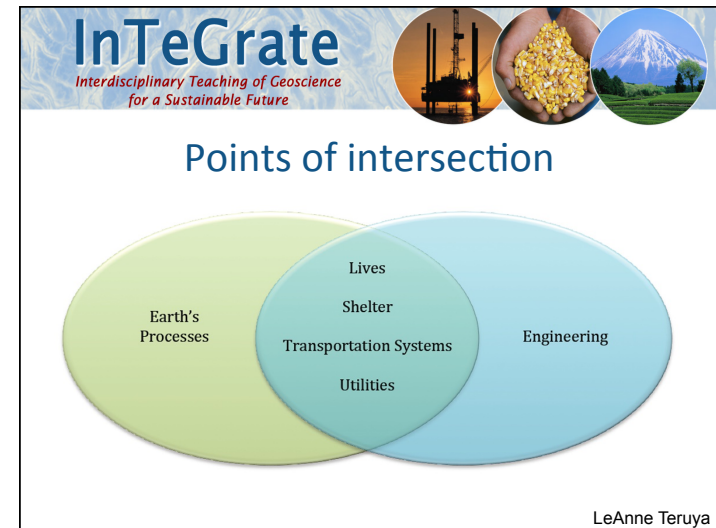 InTeGrate
Interdisciplinary Teaching of Geoscience
for a Sustainable Future
Points of intersection
Earth's
Processes
Lives
Shelter
Transportation Systems
Utilities
Engineering
LeAnne Teruya